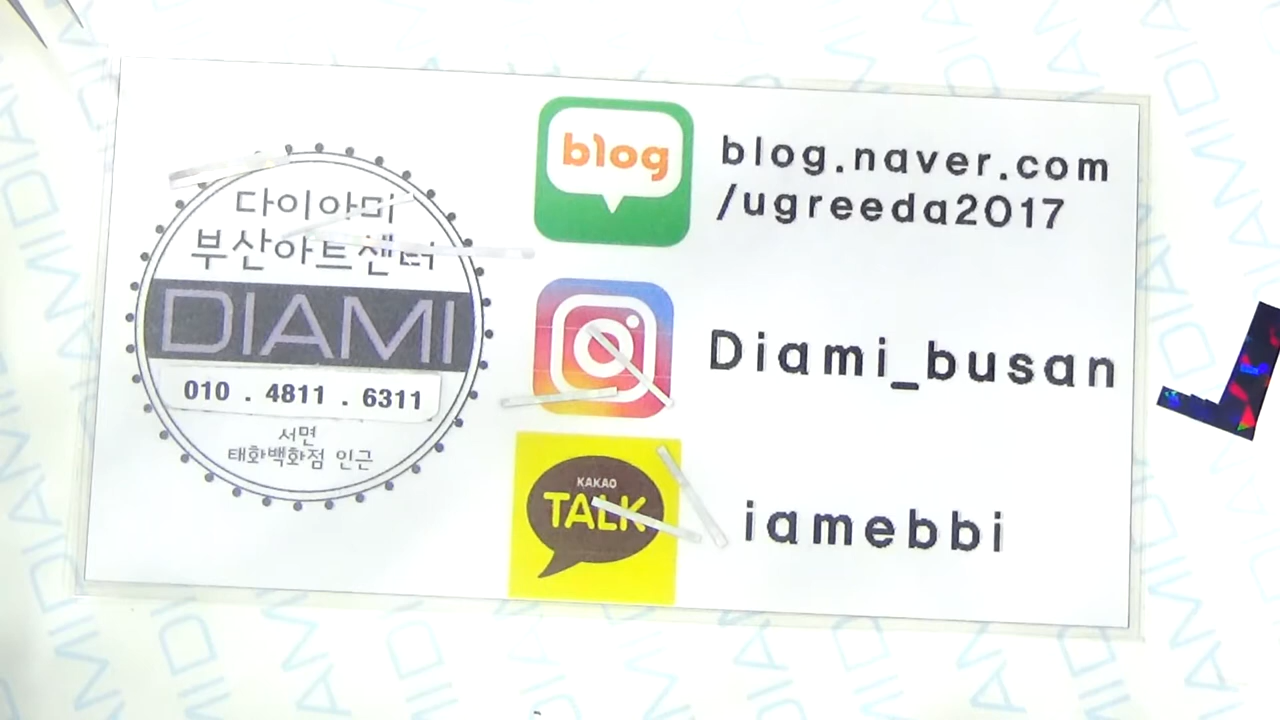 다이아미
부산아트센터
DIAMI
010 . 4811 . 6311
서면
태화백화점 인근
blog
blog.naver.com
/ugreeda2017
Diami_busan
KAKAO
TALK
iamebbi